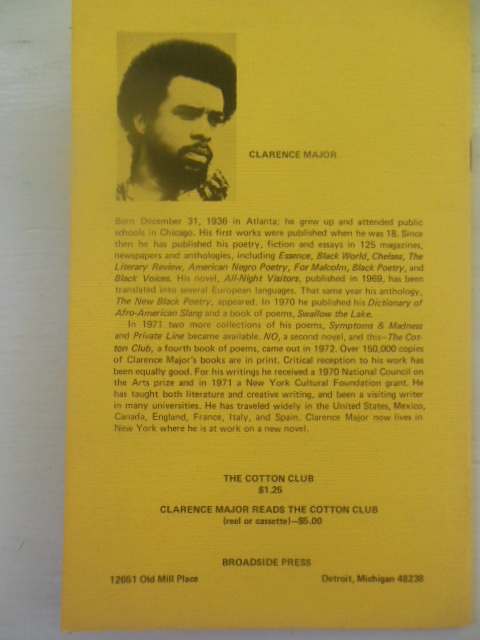 CLARENCE MAJOR
Born December 31, 1936 in Atlanta; he grew up and attended public
schools in Chicago. His first works were published when he was 18. Since
then he has published his poetry, fiction and essays in 125 magazines,
newspapers and anthologies, including Essence, Black World, Chelsea, The
Literary Review, American Negro Poetry, For Malcolm, Black Poetry, and
Black Voices. His novel, All-Night Visitors, published in 1969, has been
translated into several European languages. That same year his anthology,
The New Black Poetry, appeared. In 1970 he published his Dictionary of
Afro-American Slang and a book of poems, Swallow the Lake.
In 1971 two more collections of his poems, Symptoms & Madness
and Private Line became available. NO, a second novel, and this—The Cot-
ton Club, a fourth book of poems, came out in 1972. Over 150,000 copies
of Clarence Major's books are in print. Critical reception to his work has
been equally good. For his writings he received a 1970 National Council on
the Arts prize and in 1971 a New York Cultural Foundation grant. He
has taught both literature and creative writing, and been a visiting writer
in many universities. He has traveled widely in the United States, Mexico,
Canada, England, France, Italy, and Spain. Clarence Major now lives in
New York where he is at work on a new novel.
THE COTTON CLUB
$1.25
CLARENCE MAJOR READS THE COTTON CLUB
(reel or cassette)—$5.00
BROADSIDE PRESS
12651 Old Mill Place Detroit, Michigan 48238